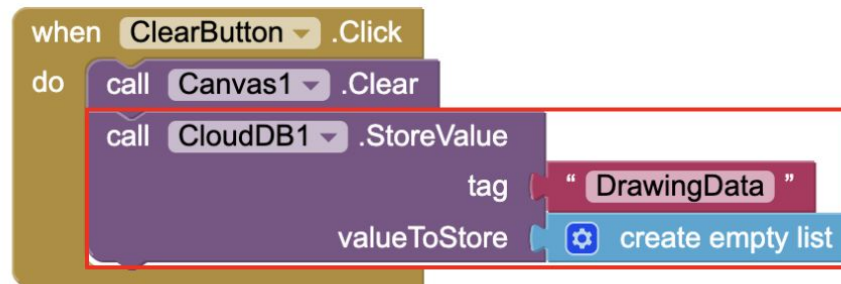 when ClearButton .Click
do call Canvas1 .Clear
call CloudDB1 .StoreValue
tag “ DrawingData ”
valueToStore create empty list